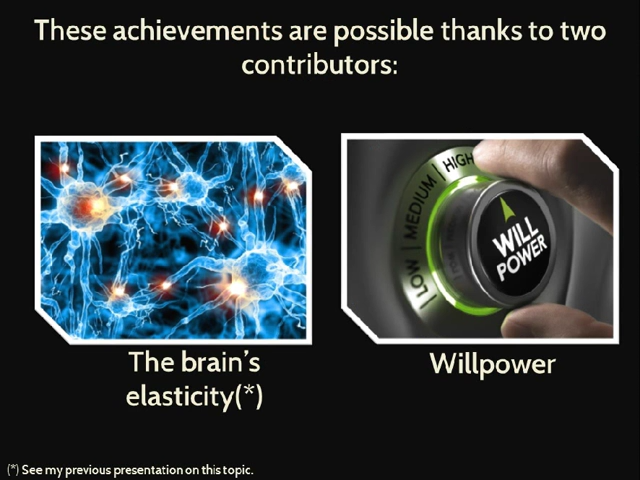 These achievements are possible thanks to two
contributors:
LOW | MEDIUM | HIGH
WILL
POWER
The brain's
elasticity(*)
Willpower
(*) See my previous presentation on this topic.